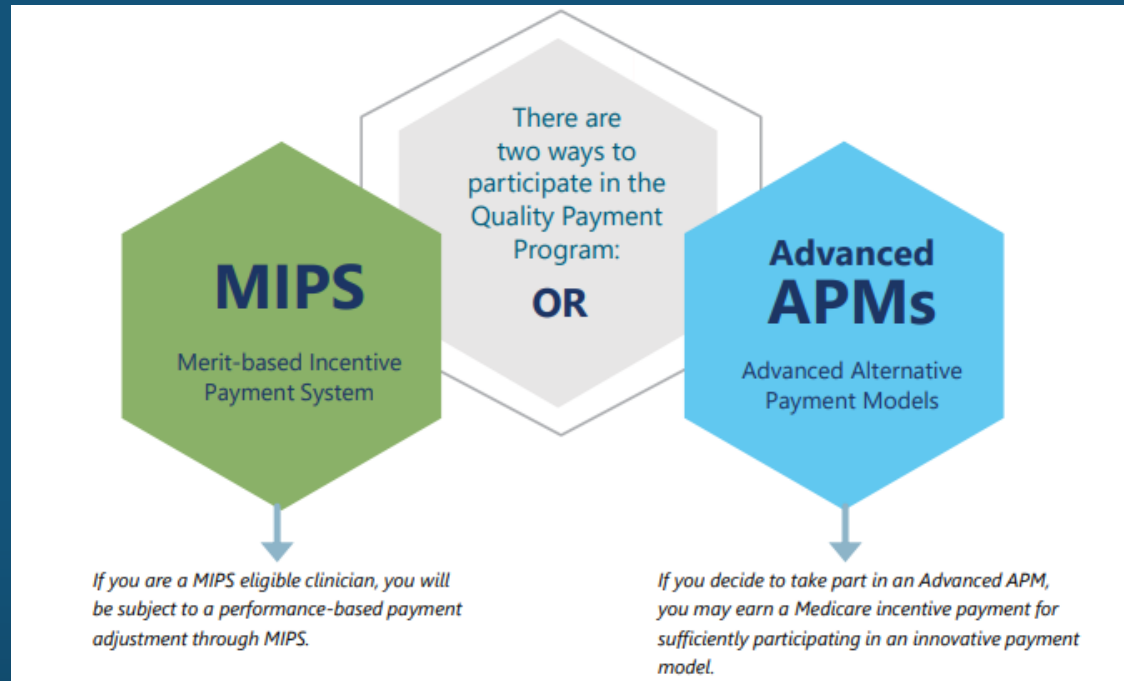 There are
two ways to
participate in the
Quality Payment
Program:
OR
MIPS
Merit-based Incentive
Payment System
Advanced
APMs
Advanced Alternative
Payment Models
If you are a MIPS eligible clinician, you will
be subject to a performance-based payment
adjustment through MIPS.
If you decide to take part in an Advanced APM,
you may earn a Medicare incentive payment for
sufficiently participating in an innovative payment
model.